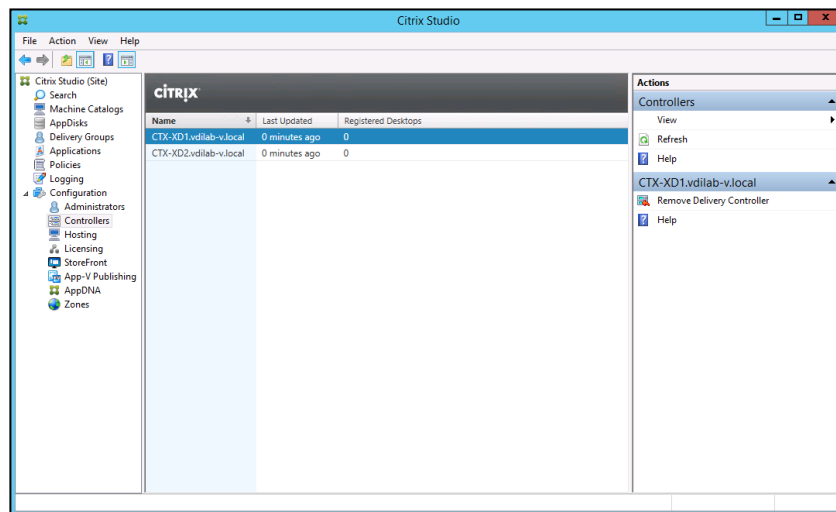 Citrix Studio
File Action View Help
Citrix Studio (Site)
Search
Machine Catalogs
AppDisks
Delivery Groups
Applications
Policies
Logging
Configuration
Administrators
Controllers
Hosting
Licensing
StoreFront
App-V Publishing
AppDNA
Zones
CITRIX
Name Last Updated Registered Desktops
CTX-XD1.vdilab-v.local 0 minutes ago 0
CTX-XD2.vdilab-v.local 0 minutes ago 0
Actions
Controllers
View
Refresh
Help
CTX-XD1.vdilab-v.local
Remove Delivery Controller
Help